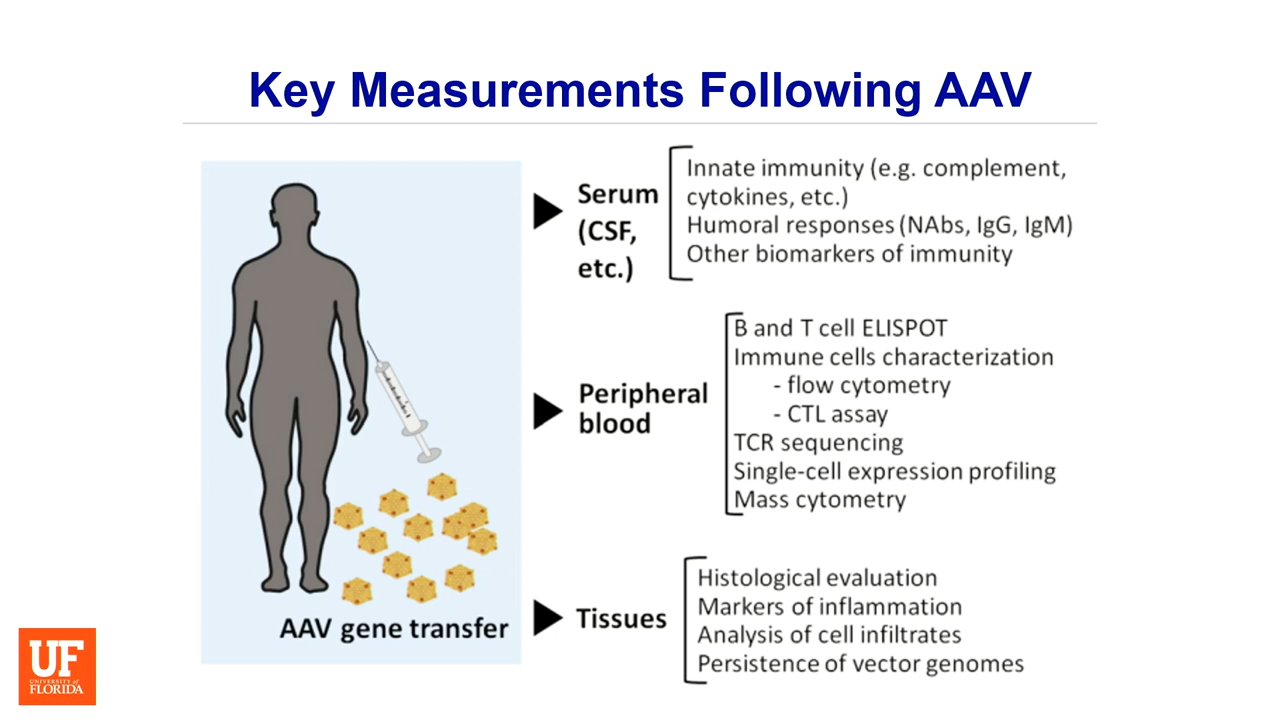 Key Measurements Following AAV
Serum
(CSF,
etc.)
Innate immunity (e.g. complement,
cytokines, etc.)
Humoral responses (NAbs, IgG, IgM)
Other biomarkers of immunity
Peripheral
blood
B and T cell ELISPOT
Immune cells characterization
- flow cytometry
- CTL assay
TCR sequencing
Single-cell expression profiling
Mass cytometry
AAV gene transfer
Tissues
Histological evaluation
Markers of inflammation
Analysis of cell infiltrates
Persistence of vector genomes
UF
UNIVERSITY of
FLORIDA